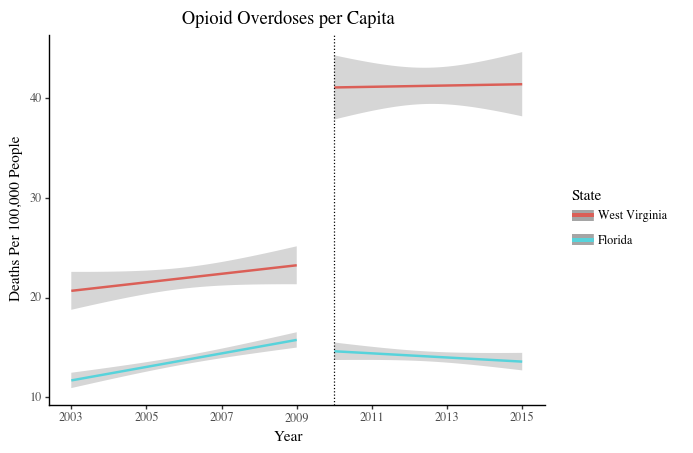 Opioid Overdoses per Capita
Deaths Per 100,000 People
40
30
20
10
2003 2005 2007 2009 2011 2013 2015
Year
State
West Virginia
Florida